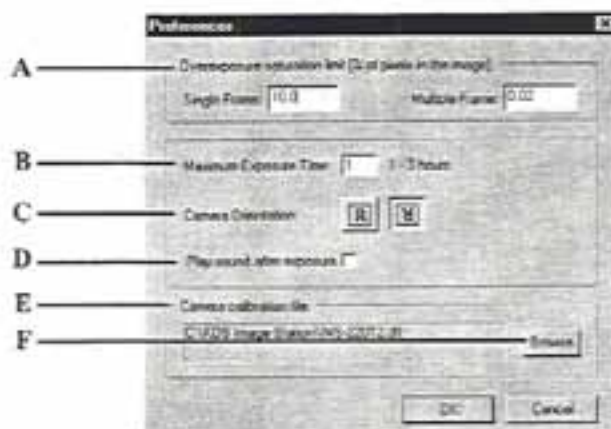 Preferences
A
Overexposure saturation limit [% of pixels in the image]
Single Frame: 10.0 Multiple Frame: 0.02
B
Maximum Exposure Time: 1 1 - 3 hours
C
Camera Orientation:
R R
D
Play sound after exposure
E
Camera calibration file:
F
Browse
OK Cancel